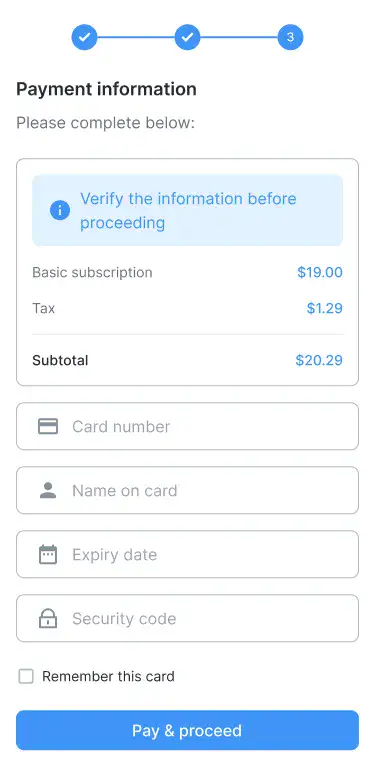 3
Payment information
Please complete below:
Verify the information before
proceeding
Basic subscription $19.00
Tax $1.29
Subtotal $20.29
Card number
Name on card
Expiry date
Security code
Remember this card
Pay & proceed